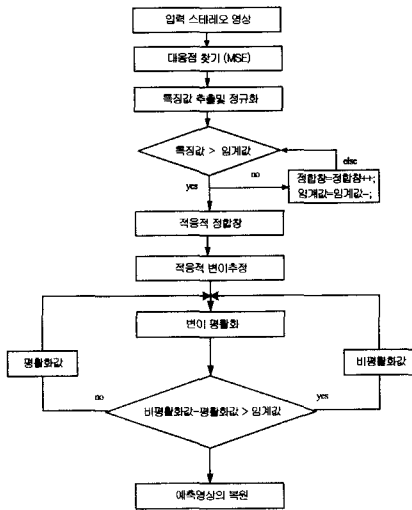 입력 스테레오 영상
대응점 찾기 (MSE)
특징값 추출및 정규화
특징값 > 임계값
else
yes
no
정합창=정합창++;
임계값=임계값-;
적응적 정합창
적응적 변이추정
변이 평활화
평활화값
비평활화값
no
yes
비평활화값-평활화값 > 임계값
예측영상의 복원